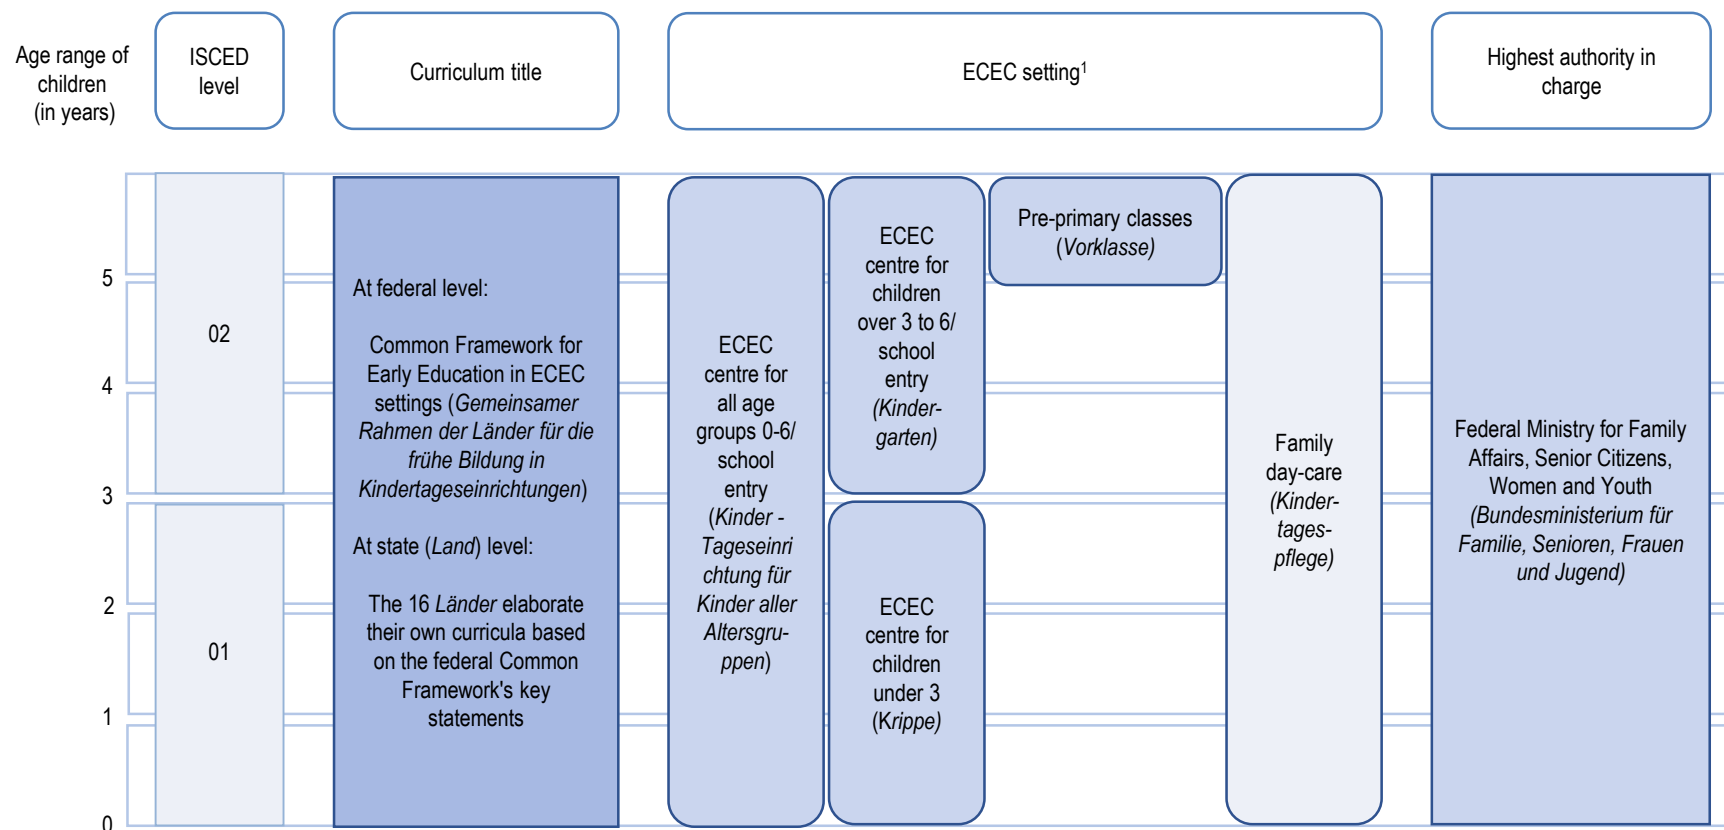 Age range of
children
(in years)
ISCED
level
Curriculum title
ECEC setting1
Highest authority in
charge
5
4
3
2
1
0
02
01
At federal level:
Common Framework for
Early Education in ECEC
settings (Gemeinsamer
Rahmen der Länder für die
frühe Bildung in
Kindertageseinrichtungen)
At state (Land) level:
The 16 Länder elaborate
their own curricula based
on the federal Common
Framework's key
statements
ECEC
centre for
all age
groups 0-6/
school
entry
(Kinder -
Tageseinri
chtung für
Kinder aller
Altersgru-
ppen)
ECEC
centre for
children
over 3 to 6/
school
entry
(Kinder-
garten)
ECEC
centre for
children
under 3
(Krippe)
Pre-primary classes
(Vorklasse)
Family
day-care
(Kinder-
tages-
pflege)
Federal Ministry for Family
Affairs, Senior Citizens,
Women and Youth
(Bundesministerium für
Familie, Senioren, Frauen
und Jugend)